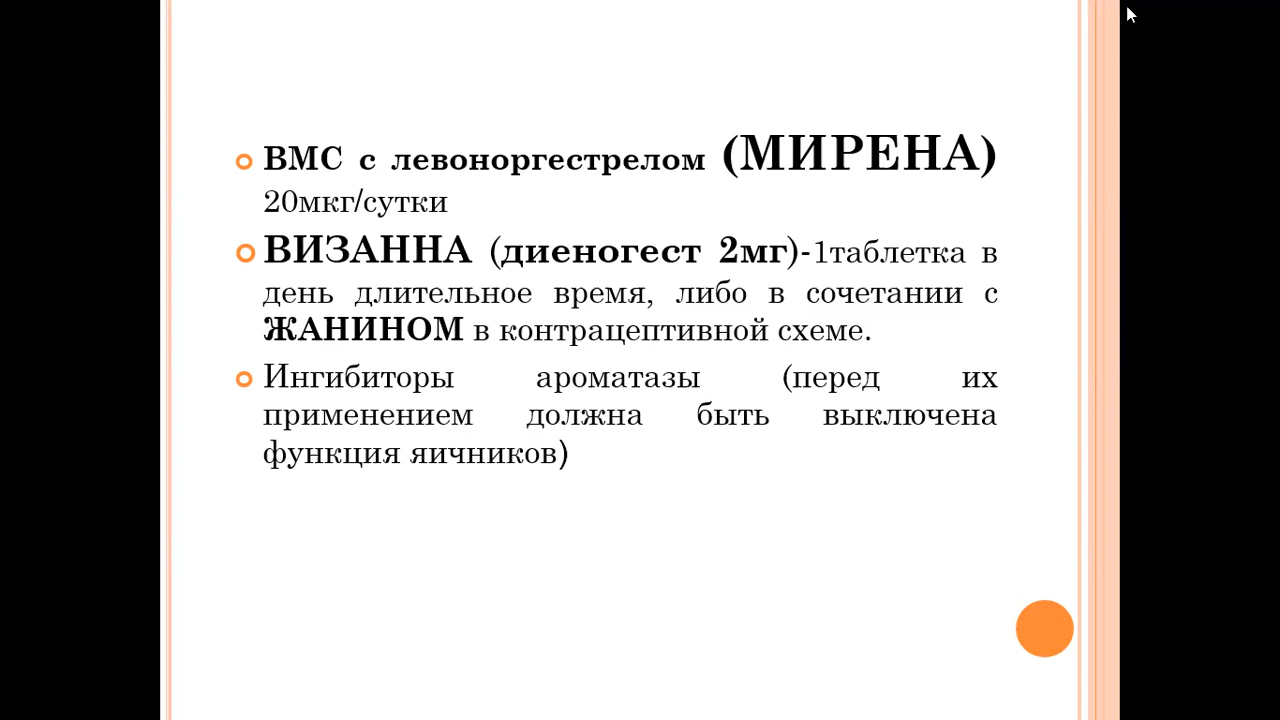 ВМС с левоноргестрелом (МИРЕНА)
20мкг/сутки
ВИЗАННА (диеногест 2мг)-1таблетка в
день длительное время, либо в сочетании с
ЖАНИНОМ в контрацептивной схеме.
Ингибиторы ароматазы (перед их
применением должна быть выключена
функция яичников)